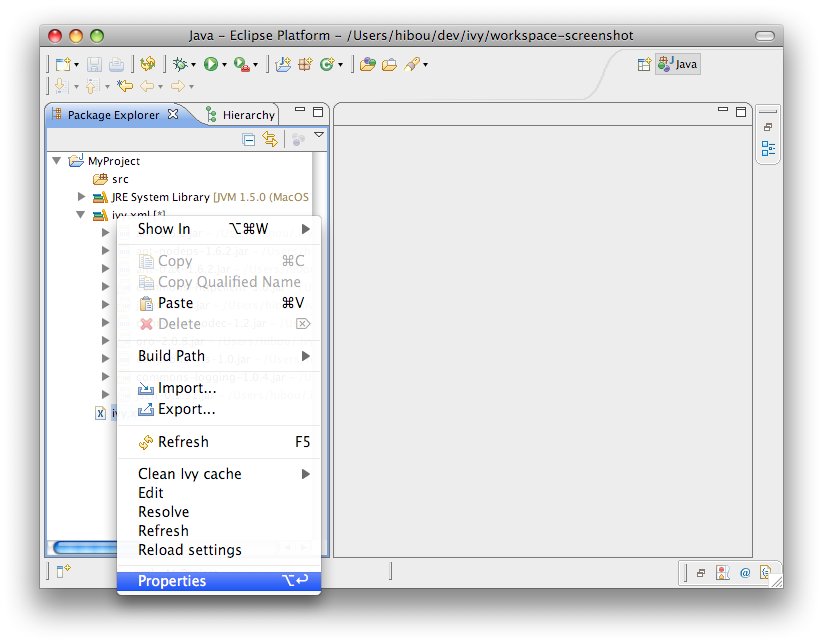 Java – Eclipse Platform – /Users/hibou/dev/ivy/workspace-screenshot
Java
Package Explorer
Hierarchy
MyProject
src
JRE System Library [JVM 1.5.0 (MacOS
ivy.xml [*]
Show In ⌥⌘W
Copy ⌘C
Copy Qualified Name
Paste ⌘V
Delete ⌦
Build Path
Import...
Export...
Refresh F5
Clean Ivy cache
Edit
Resolve
Refresh
Reload settings
Properties ⌥↩